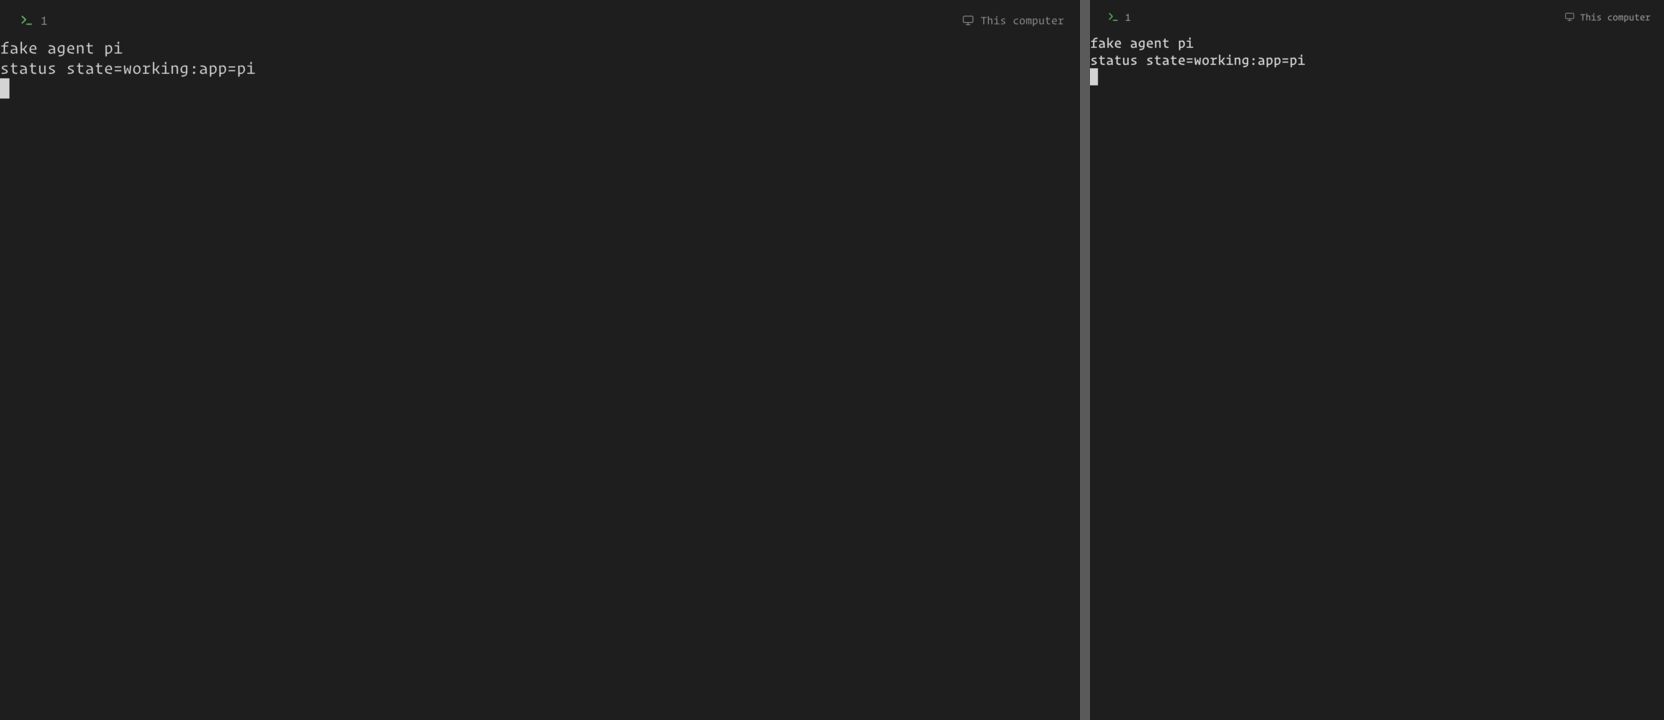 >_ 1
This computer
fake agent pi
status state=working:app=pi
>_ 1
This computer
fake agent pi
status state=working:app=pi